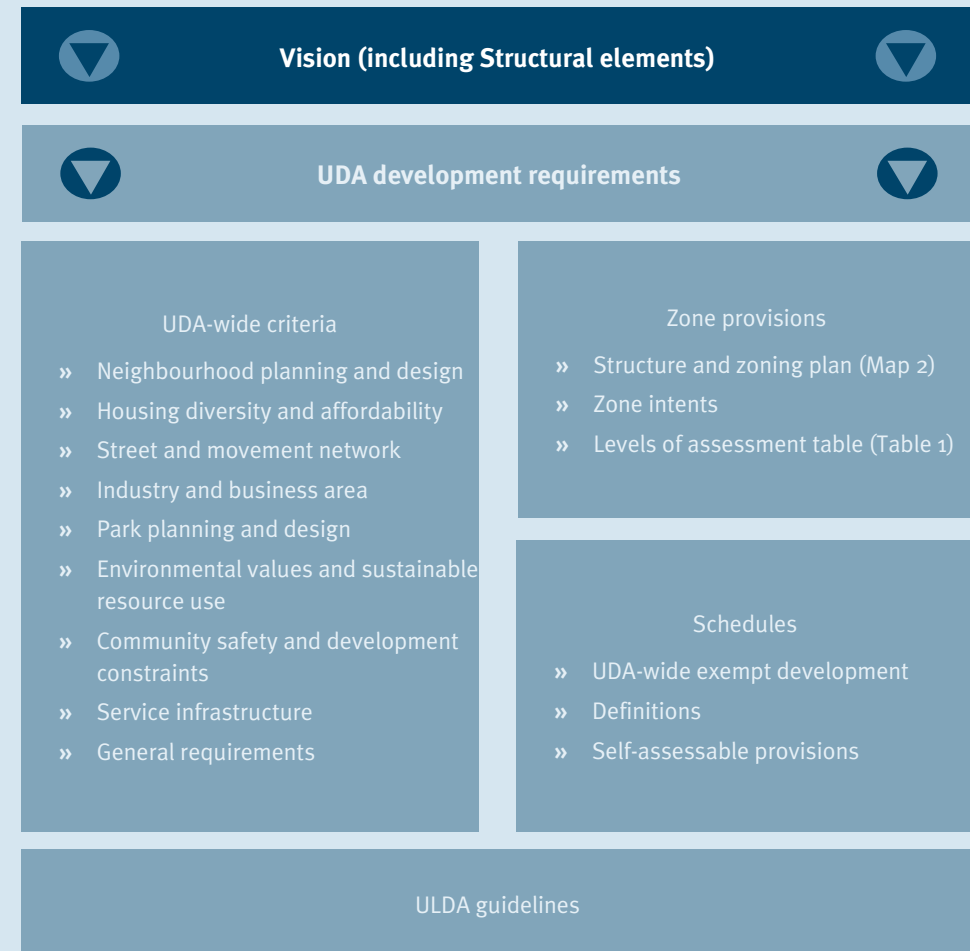 Vision (including Structural elements)
UDA development requirements
UDA-wide criteria
» Neighbourhood planning and design
» Housing diversity and affordability
» Street and movement network
» Industry and business area
» Park planning and design
» Environmental values and sustainable
resource use
» Community safety and development
constraints
» Service infrastructure
» General requirements
Zone provisions
» Structure and zoning plan (Map 2)
» Zone intents
» Levels of assessment table (Table 1)
Schedules
» UDA-wide exempt development
» Definitions
» Self-assessable provisions
ULDA guidelines